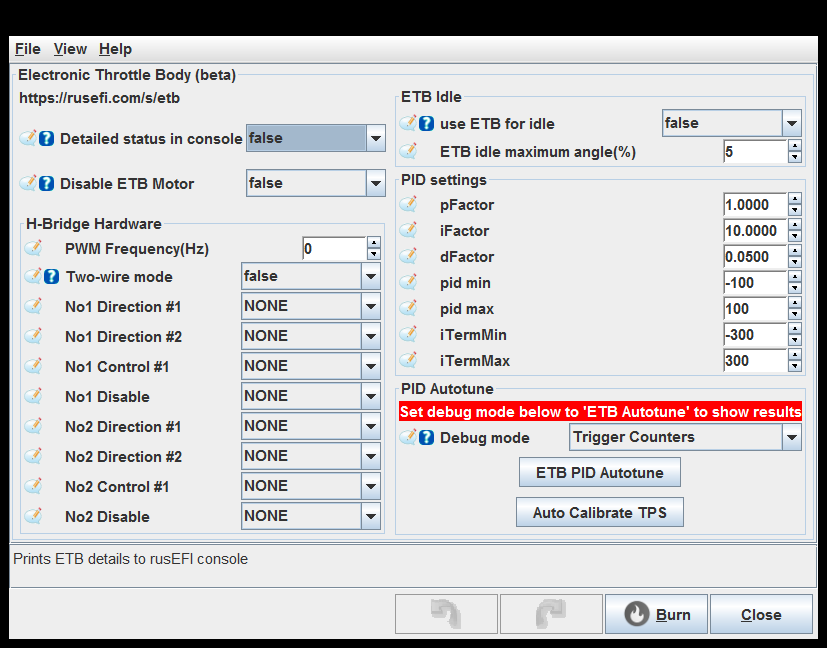 File View Help
Electronic Throttle Body (beta)
https://rusefi.com/s/etb
Detailed status in console false
Disable ETB Motor false
H-Bridge Hardware
PWM Frequency(Hz) 0
Two-wire mode false
No1 Direction #1 NONE
No1 Direction #2 NONE
No1 Control #1 NONE
No1 Disable NONE
No2 Direction #1 NONE
No2 Direction #2 NONE
No2 Control #1 NONE
No2 Disable NONE
ETB Idle
use ETB for idle false
ETB idle maximum angle(%) 5
PID settings
pFactor 1.0000
iFactor 10.0000
dFactor 0.0500
pid min -100
pid max 100
iTermMin -300
iTermMax 300
PID Autotune
Set debug mode below to 'ETB Autotune' to show results
Debug mode Trigger Counters
ETB PID Autotune
Auto Calibrate TPS
Prints ETB details to rusEFI console
Burn Close